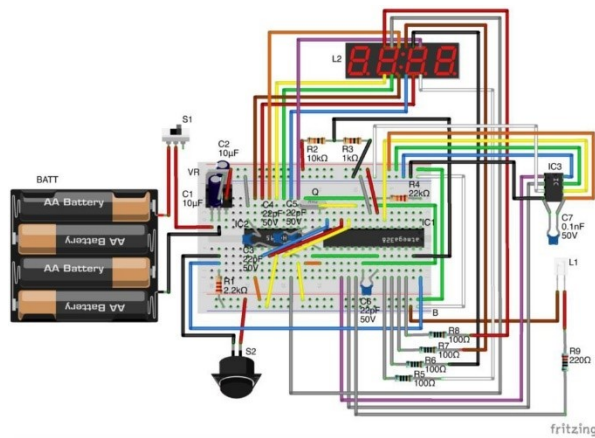 L2
S1
C2
10μF
R2
10kΩ
R3
1kΩ
BATT
AA Battery
AA Battery
AA Battery
AA Battery
VR
C1
10μF
R4
22kΩ
IC3
C4
22pF
50V
C5
22pF
50V
Q
IC2
IC1
atmega328
C3
22pF
50V
C7
0.1nF
50V
L1
R1
2.2kΩ
C6
22pF
50V
B
S2
R8
100Ω
R7
100Ω
R6
100Ω
R5
100Ω
R9
220Ω
fritzing